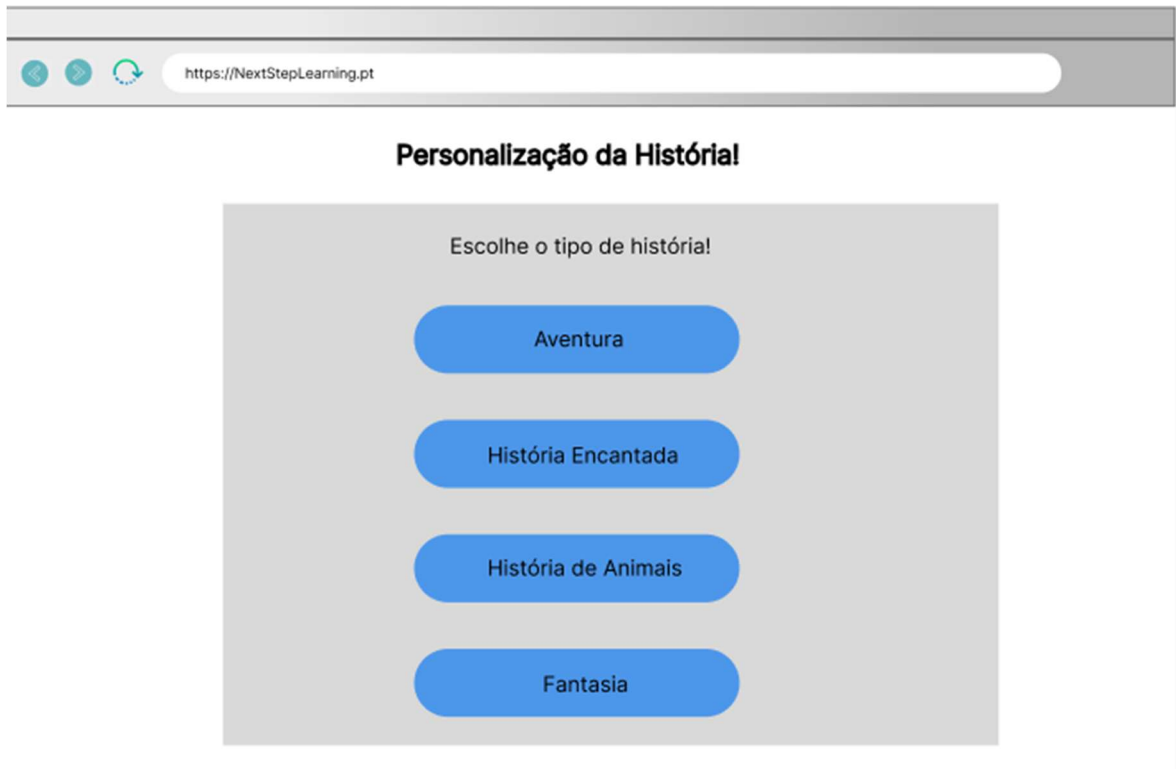 https://NextStepLearning.pt
Personalização da História!
Escolhe o tipo de história!
Aventura
História Encantada
História de Animais
Fantasia